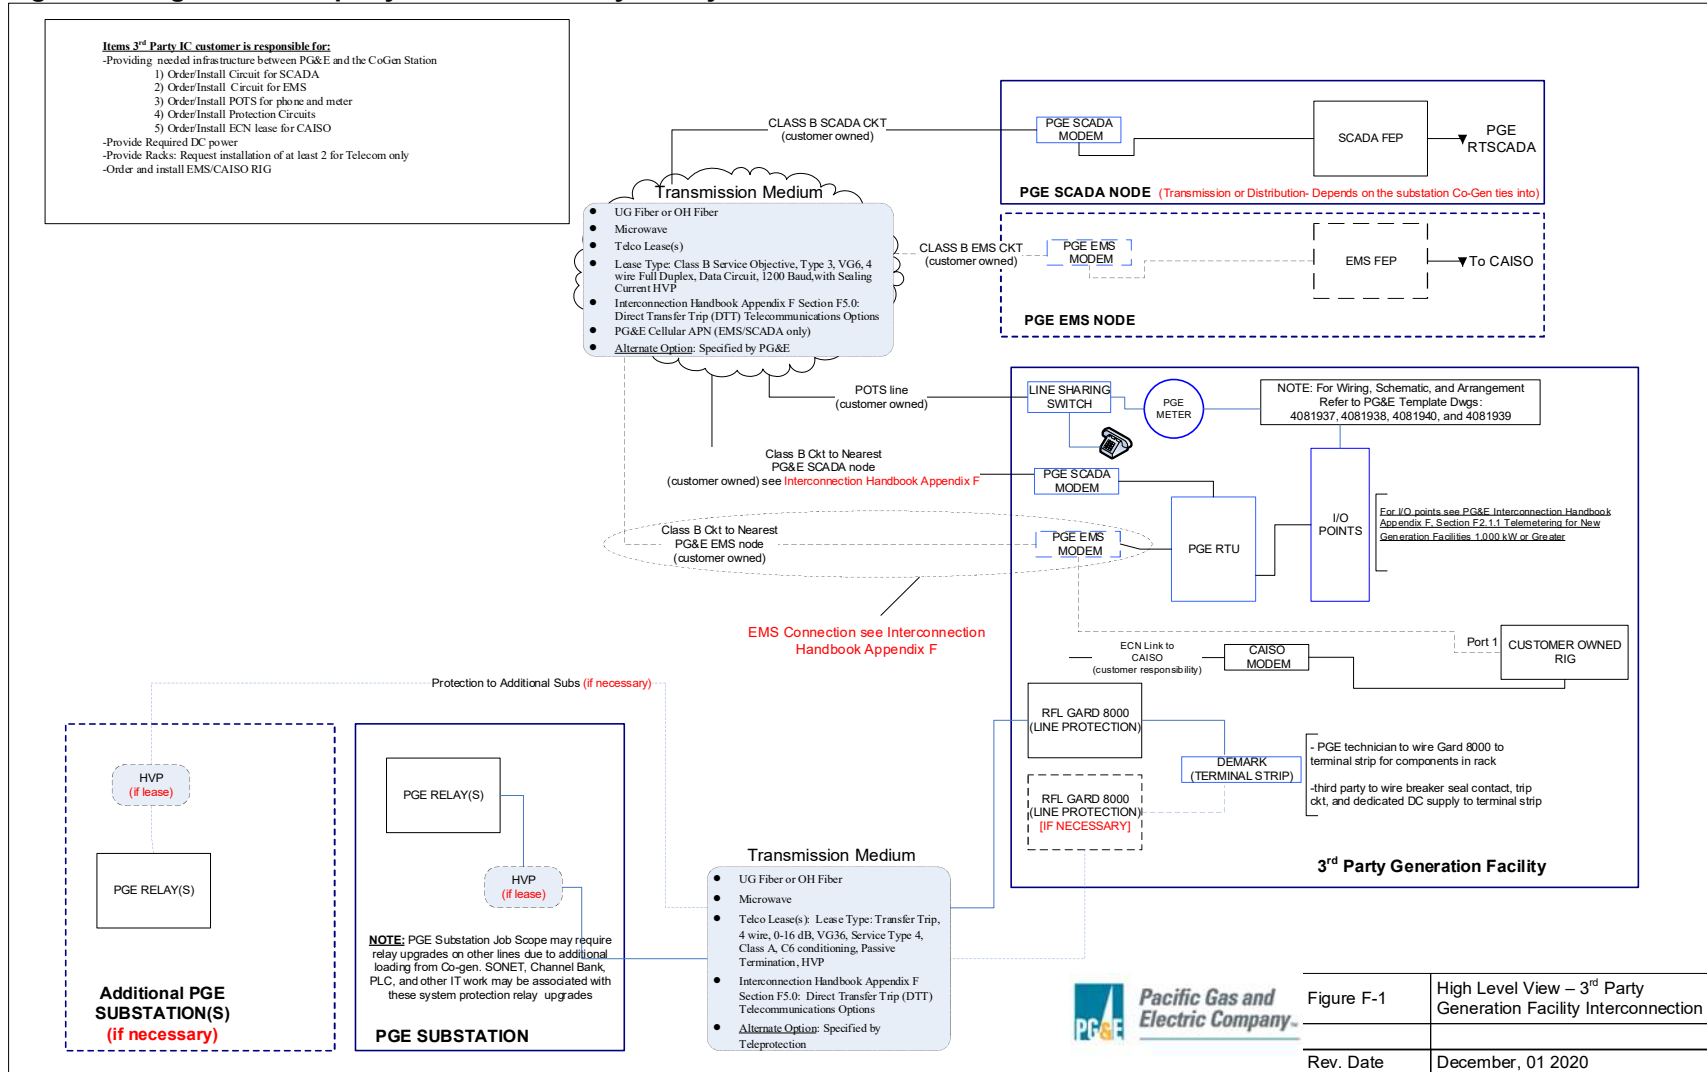 Items 3rd Party IC customer is responsible for:
-Providing needed infrastructure between PG&E and the CoGen Station
1) Order/Install Circuit for SCADA
2) Order/Install Circuit for EMS
3) Order/Install POTS for phone and meter
4) Order/Install Protection Circuits
5) Order/Install ECN lease for CAISO
-Provide Required DC power
-Provide Racks: Request installation of at least 2 for Telecom only
-Order and install EMS/CAISO RIG
CLASS B SCADA CKT
(customer owned)
PGE SCADA
MODEM
SCADA FEP
PGE
RTSCADA
PGE SCADA NODE (Transmission or Distribution- Depends on the substation Co-Gen ties into)
Transmission Medium
• UG Fiber or OH Fiber
• Microwave
• Telco Lease(s)
• Lease Type: Class B Service Objective, Type 3, VG6, 4
wire Full Duplex, Data Circuit, 1200 Baud,with Sealing
Current HVP
• Interconnection Handbook Appendix F Section F5.0:
Direct Transfer Trip (DTT) Telecommunications Options
• PG&E Cellular APN (EMS/SCADA only)
• Alternate Option: Specified by PG&E
CLASS B EMS CKT
(customer owned)
PGE EMS
MODEM
EMS FEP
To CAISO
PGE EMS NODE
POTS line
(customer owned)
LINE SHARING
SWITCH
PGE
METER
NOTE: For Wiring, Schematic, and Arrangement
Refer to PG&E Template Dwgs:
4081937, 4081938, 4081940, and 4081939
Class B Ckt to Nearest
PG&E SCADA node
(customer owned) see Interconnection Handbook Appendix F
PGE SCADA
MODEM
Class B Ckt to Nearest
PG&E EMS node
(customer owned)
PGE EMS
MODEM
PGE RTU
I/O
POINTS
For I/O points see PG&E Interconnection Handbook
Appendix F, Section F2.1.1 Telemetering for New
Generation Facilities 1,000 kW or Greater
EMS Connection see Interconnection
Handbook Appendix F
ECN Link to
CAISO
(customer responsibility)
CAISO
MODEM
Port 1
CUSTOMER OWNED
RIG
Protection to Additional Subs (if necessary)
RFL GARD 8000
(LINE PROTECTION)
DEMARK
(TERMINAL STRIP)
- PGE technician to wire Gard 8000 to
terminal strip for components in rack
-third party to wire breaker seal contact, trip
ckt, and dedicated DC supply to terminal strip
RFL GARD 8000
(LINE PROTECTION)
[IF NECESSARY]
3rd Party Generation Facility
HVP
(if lease)
PGE RELAY(S)
Additional PGE
SUBSTATION(S)
(if necessary)
PGE RELAY(S)
HVP
(if lease)
NOTE: PGE Substation Job Scope may require
relay upgrades on other lines due to additional
loading from Co-gen. SONET, Channel Bank,
PLC, and other IT work may be associated with
these system protection relay upgrades
PGE SUBSTATION
Transmission Medium
• UG Fiber or OH Fiber
• Microwave
• Telco Lease(s): Lease Type: Transfer Trip,
4 wire, 0-16 dB, VG36, Service Type 4,
Class A, C6 conditioning, Passive
Termination, HVP
• Interconnection Handbook Appendix F
Section F5.0: Direct Transfer Trip (DTT)
Telecommunications Options
• Alternate Option: Specified by
Teleprotection
PG&E
Pacific Gas and
Electric Company
Figure F-1
High Level View – 3rd Party
Generation Facility Interconnection
Rev. Date
December, 01 2020